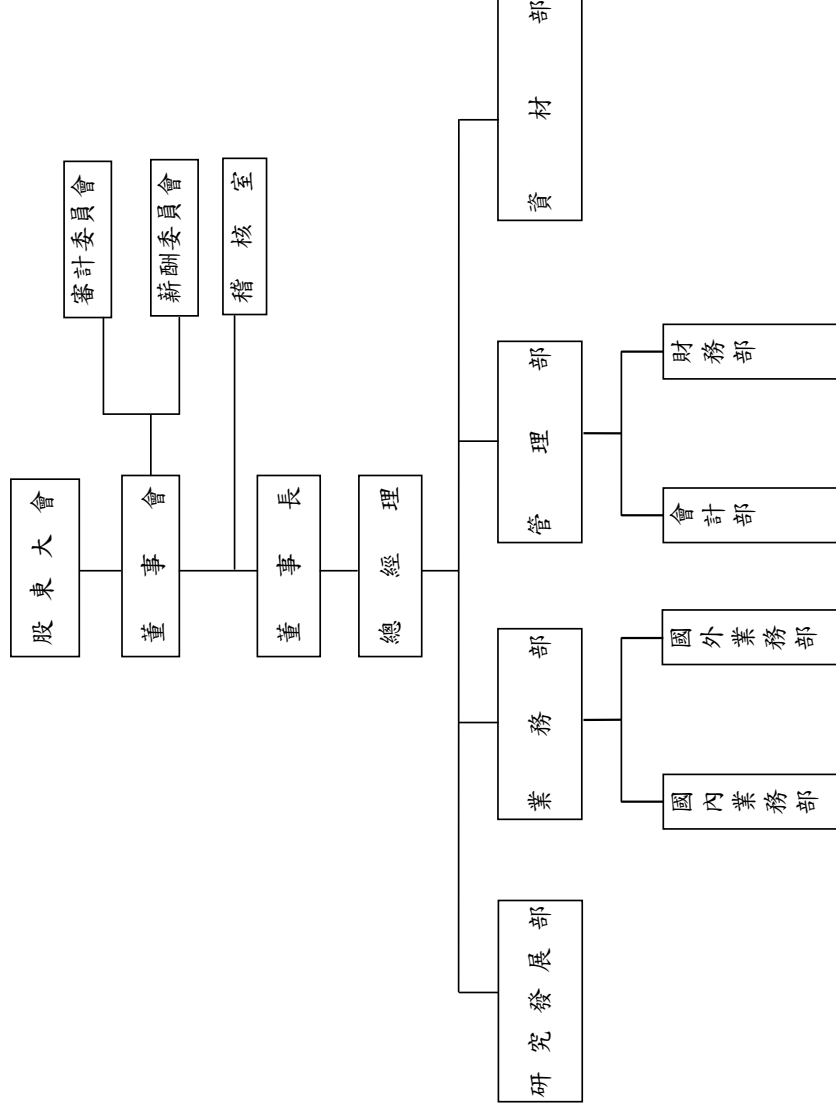 股東大會
董事會
審計委員會
薪酬委員會
稽核室
董事長
總經理
研究發展部
業務部
管理部
資材部
國內業務部
國外業務部
會計部
財務部